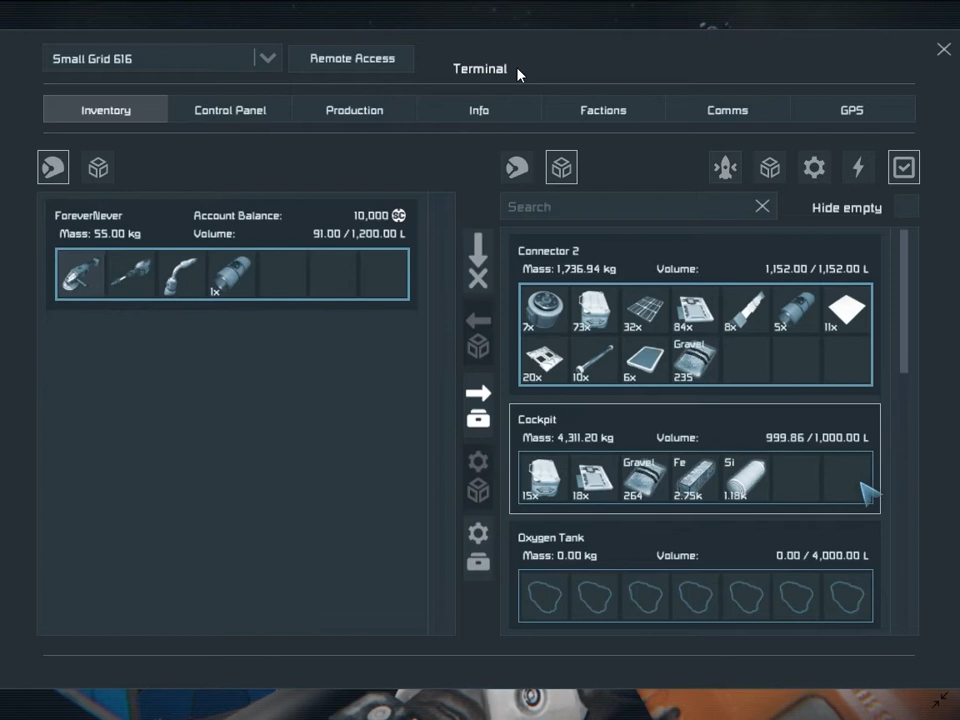 Small Grid 616
Remote Access
Terminal
Inventory
Control Panel
Production
Info
Factions
Comms
GPS
Search
Hide empty
ForeverNever
Account Balance:
10,000 SC
Mass: 55.00 kg
Volume:
91.00 / 1,200.00 L
1x
Connector 2
Mass: 1,736.94 kg
Volume:
1,152.00 / 1,152.00 L
7x
73x
32x
84x
8x
5x
11x
Gravel
20x
10x
6x
235
Cockpit
Mass: 4,311.20 kg
Volume:
999.86 / 1,000.00 L
Gravel
Fe
Si
15x
18x
264
2.75k
1.18k
Oxygen Tank
Mass: 0.00 kg
Volume:
0.00 / 4,000.00 L